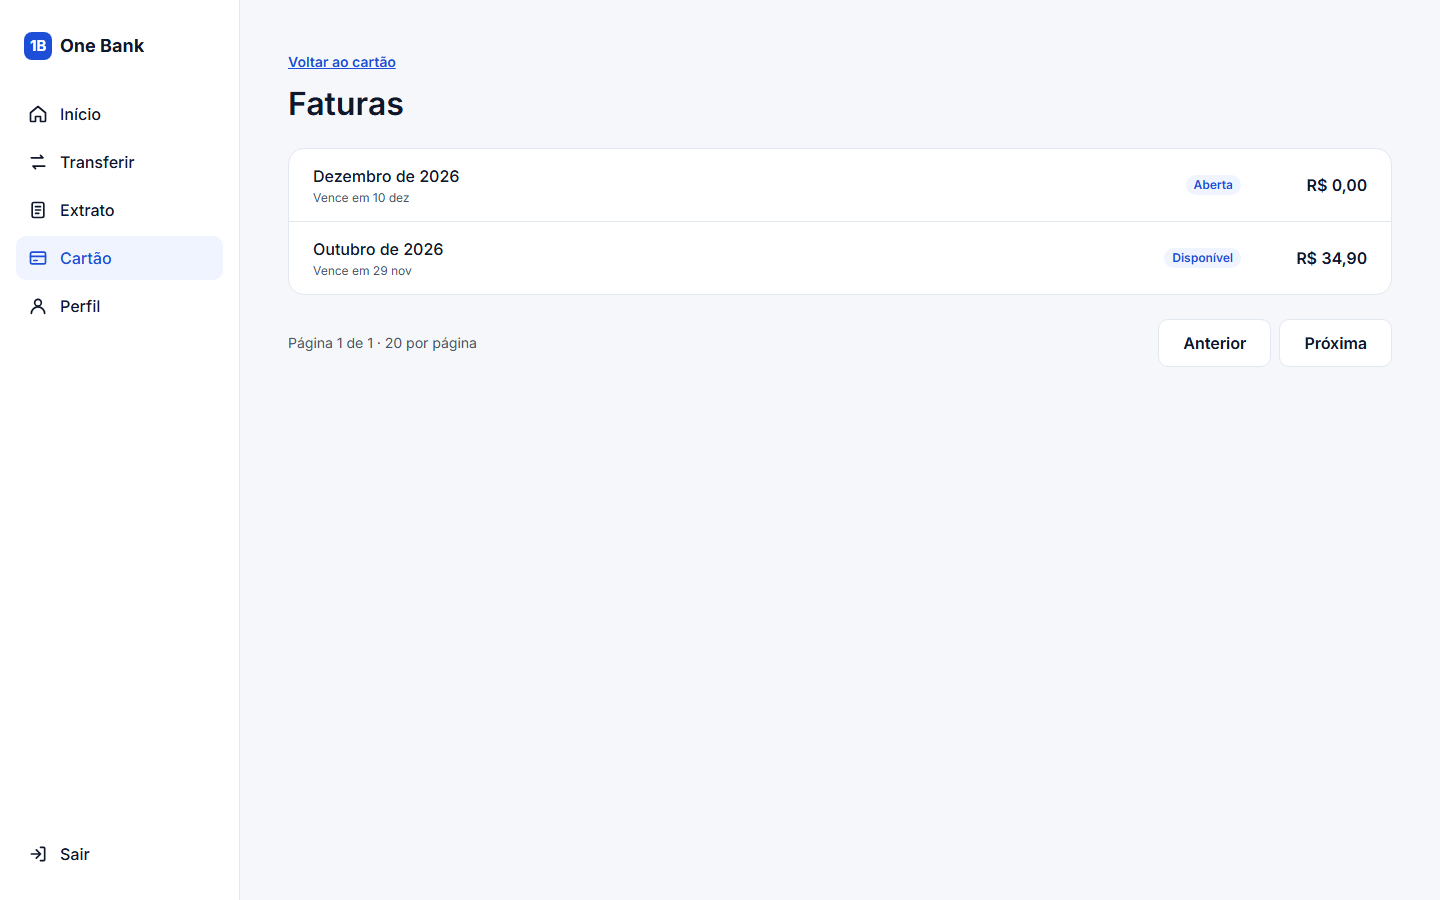 1B One Bank
Início
Transferir
Extrato
Cartão
Perfil
Sair
Voltar ao cartão
Faturas
Dezembro de 2026
Vence em 10 dez
Aberta
R$ 0,00
Outubro de 2026
Vence em 29 nov
Disponível
R$ 34,90
Página 1 de 1 · 20 por página
Anterior
Próxima